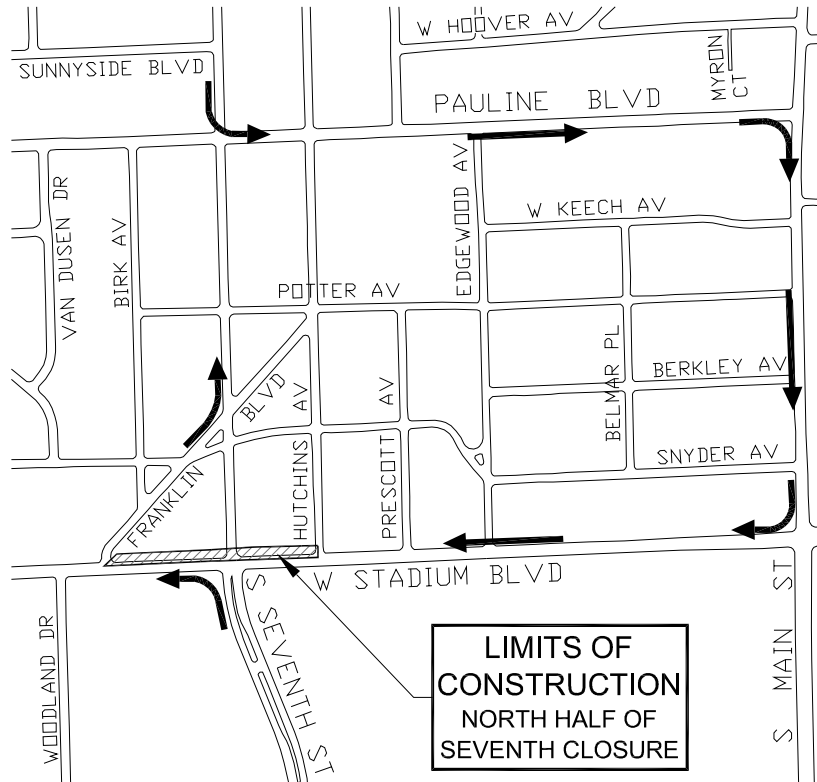 W HOOVER AV
SUNNYSIDE BLVD
MYRON
CT
PAULINE BLVD
VAN DUSEN DR
BIRK AV
EDGEWOOD AV
W KEECH AV
POTTER AV
BELMAR PL
BERKLEY AV
FRANKLIN
BLVD
HUTCHINS
AV
PRESCOTT
AV
SNYDER AV
W STADIUM BLVD
WOODLAND DR
S SEVENTH ST
S MAIN ST
LIMITS OF
CONSTRUCTION
NORTH HALF OF
SEVENTH CLOSURE